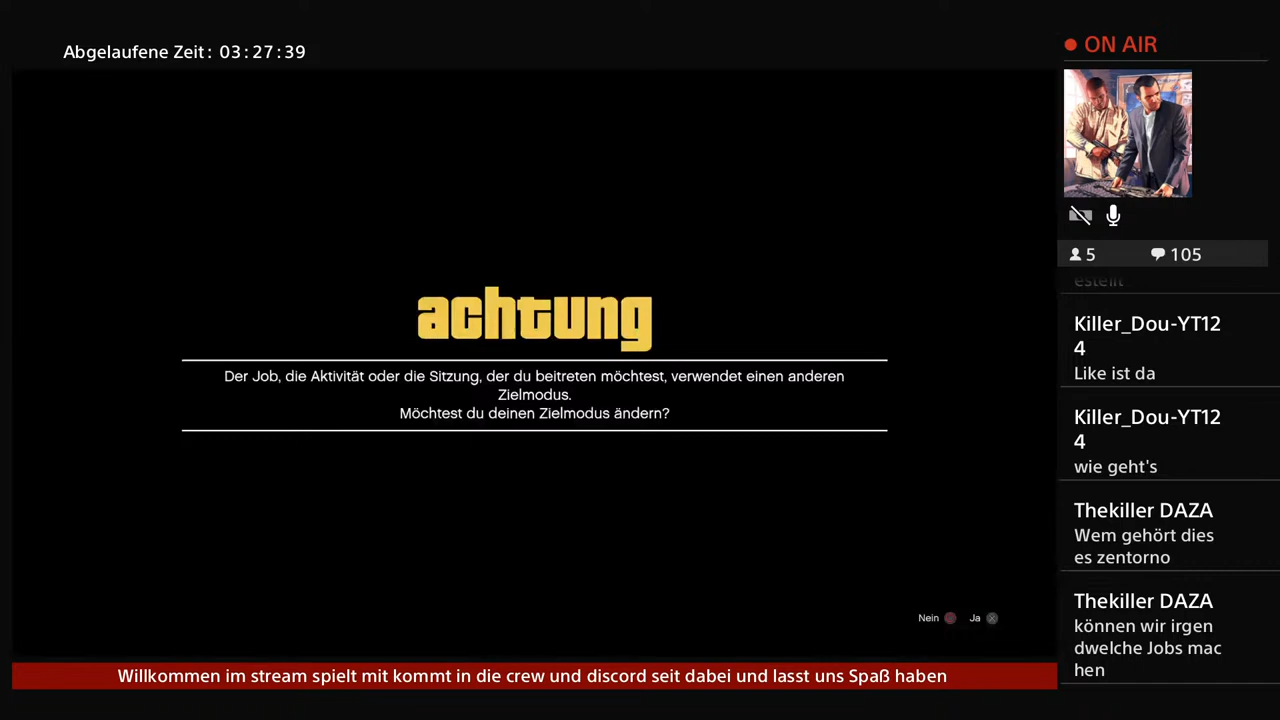 Abgelaufene Zeit: 03:27:39
ON AIR
5
105
achtung
Der Job, die Aktivität oder die Sitzung, der du beitreten möchtest, verwendet einen anderen
Zielmodus.
Möchtest du deinen Zielmodus ändern?
Nein
Ja
estellt
Killer_Dou-YT12
4
Like ist da
Killer_Dou-YT12
4
wie geht's
Thekiller DAZA
Wem gehört dies
es zentorno
Thekiller DAZA
können wir irgen
dwelche Jobs mac
hen
Willkommen im stream spielt mit kommt in die crew und discord seit dabei und lasst uns Spaß haben